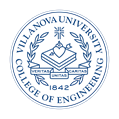 VILLANOVA UNIVERSITY
VERITAS
UNITAS
CARITAS
1842
COLLEGE OF ENGINEERING